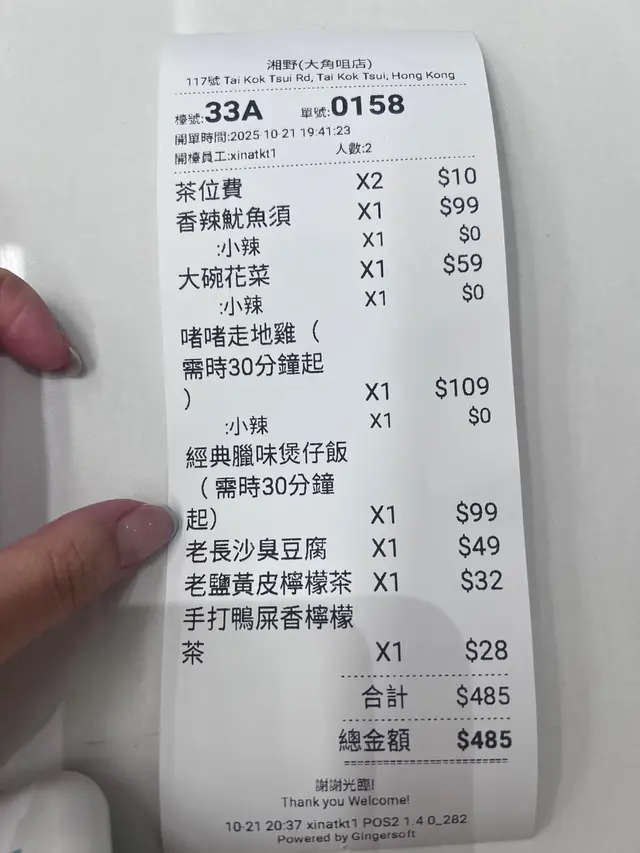 湘野(大角咀店)
117號 Tai Kok Tsui Rd, Tai Kok Tsui, Hong Kong
檯號:33A 單號:0158
開單時間:2025-10-21 19:41:23
開檯員工:xinatkt1 人數:2
茶位費 X2 $10
香辣魷魚須 X1 $99
:小辣 X1 $0
大碗花菜 X1 $59
:小辣 X1 $0
啫啫走地雞（
需時30分鐘起
） X1 $109
:小辣 X1 $0
經典臘味煲仔飯
（需時30分鐘
起） X1 $99
老長沙臭豆腐 X1 $49
老鹽黃皮檸檬茶 X1 $32
手打鴨屎香檸檬
茶 X1 $28
合計 $485
總金額 $485
謝謝光臨!
Thank you Welcome!
10-21 20:37 xinatkt1 POS2 1.4.0_282
Powered by Gingersoft